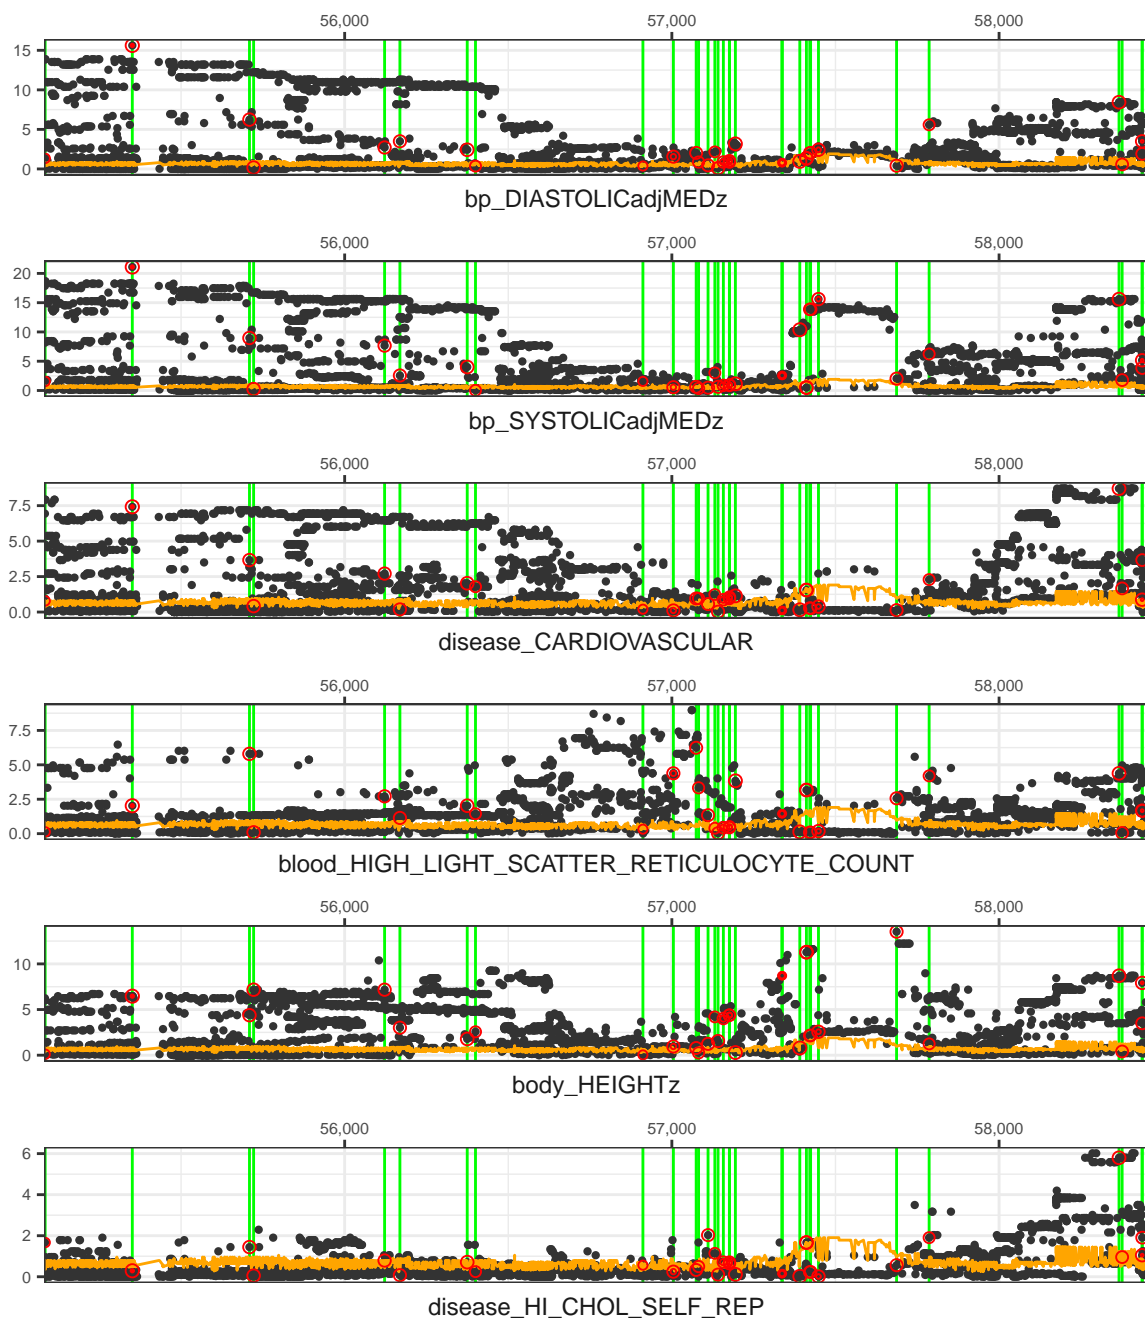 56,000 57,000 58,000
15
10
5
0
bp_DIASTOLICadjMEDz
56,000 57,000 58,000
20
15
10
5
0
bp_SYSTOLICadjMEDz
56,000 57,000 58,000
7.5
5.0
2.5
0.0
disease_CARDIOVASCULAR
56,000 57,000 58,000
7.5
5.0
2.5
0.0
blood_HIGH_LIGHT_SCATTER_RETICULOCYTE_COUNT
56,000 57,000 58,000
10
5
0
body_HEIGHTz
56,000 57,000 58,000
6
4
2
0
disease_HI_CHOL_SELF_REP